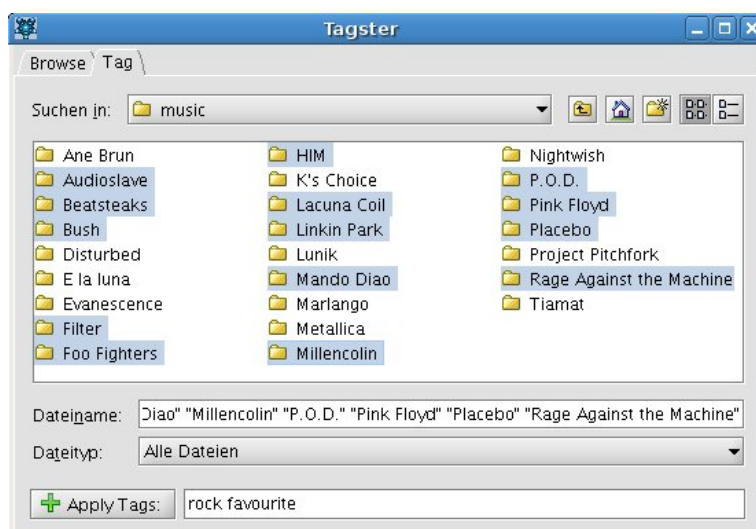 Tagster
Browse Tag
Suchen in: music
Ane Brun
Audioslave
Beatsteaks
Bush
Disturbed
E la luna
Evanescence
Filter
Foo Fighters
HIM
K's Choice
Lacuna Coil
Linkin Park
Lunik
Mando Diao
Marlango
Metallica
Millencolin
Nightwish
P.O.D.
Pink Floyd
Placebo
Project Pitchfork
Rage Against the Machine
Tiamat
Dateiname: Diao" "Millencolin" "P.O.D." "Pink Floyd" "Placebo" "Rage Against the Machine"
Dateityp: Alle Dateien
Apply Tags: rock favourite